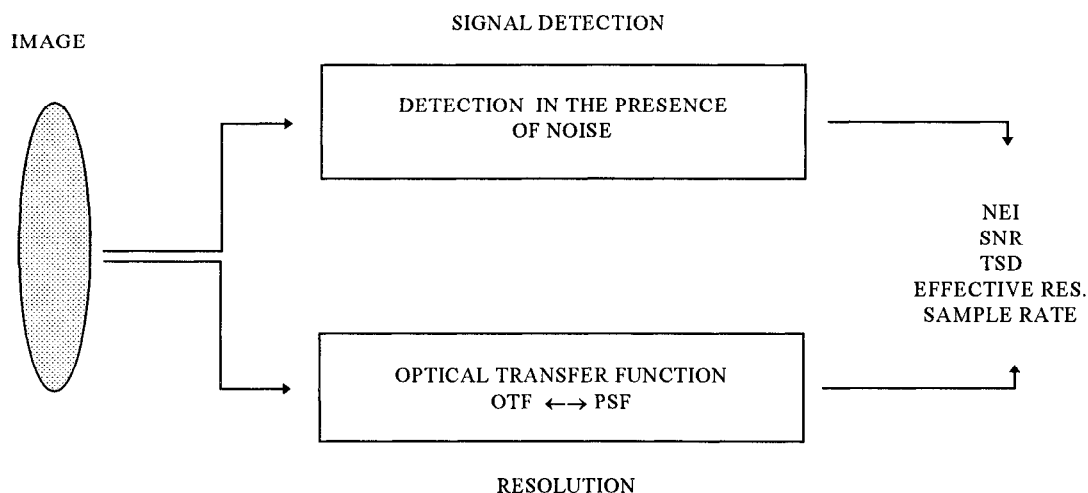 SIGNAL DETECTION
IMAGE
DETECTION IN THE PRESENCE
OF NOISE
NEI
SNR
TSD
EFFECTIVE RES.
SAMPLE RATE
OPTICAL TRANSFER FUNCTION
OTF ←→ PSF
RESOLUTION